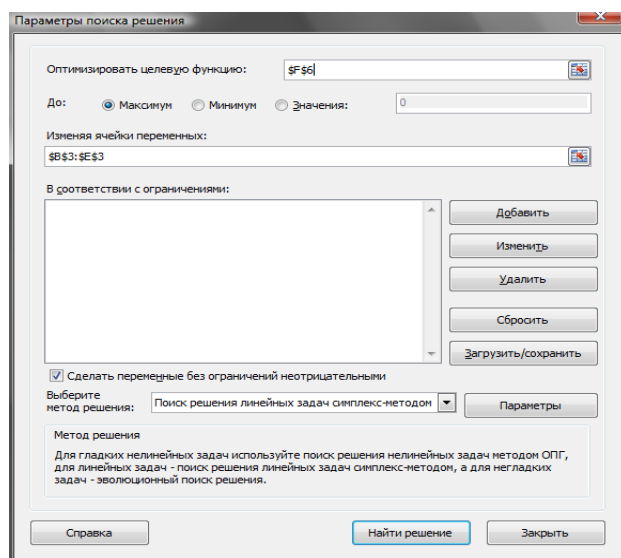 Параметры поиска решения
Оптимизировать целевую функцию: $F$6
До: Максимум Минимум Значения: 0
Изменяя ячейки переменных:
$B$3:$E$3
В соответствии с ограничениями:
Добавить
Изменить
Удалить
Сбросить
Загрузить/сохранить
Сделать переменные без ограничений неотрицательными
Выберите
метод решения: Поиск решения линейных задач симплекс-методом Параметры
Метод решения
Для гладких нелинейных задач используйте поиск решения нелинейных задач методом ОПГ,
для линейных задач - поиск решения линейных задач симплекс-методом, а для негладких
задач - эволюционный поиск решения.
Справка Найти решение Закрыть